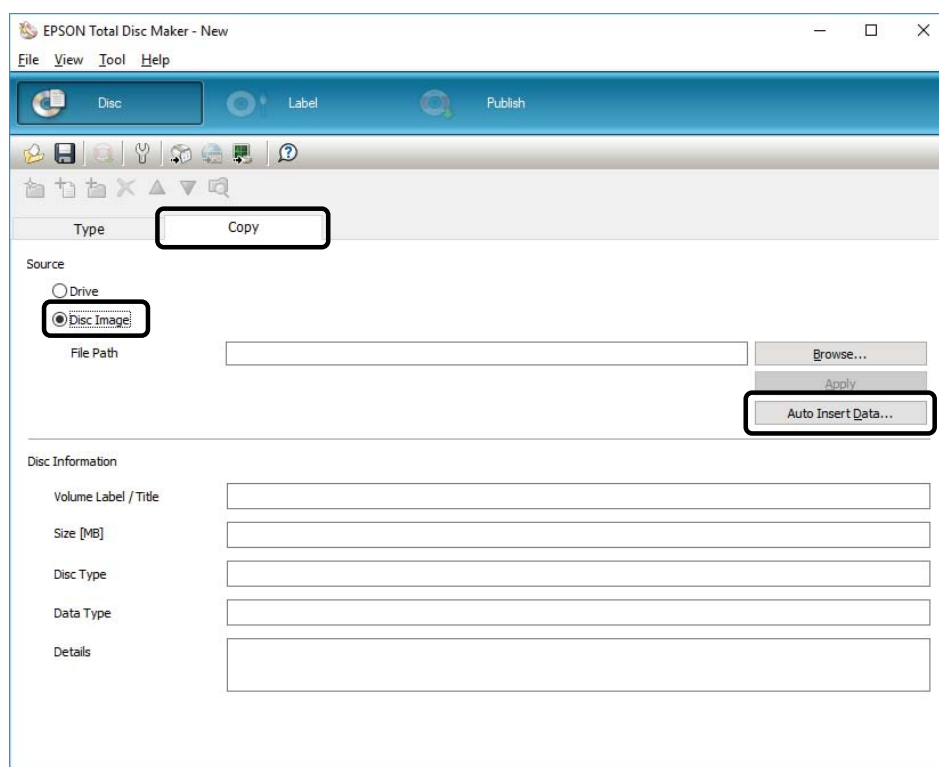 EPSON Total Disc Maker - New
File View Tool Help
Disc Label Publish
Type Copy
Source
Drive
Disc Image
File Path Browse...
Apply
Auto Insert Data...
Disc Information
Volume Label / Title
Size [MB]
Disc Type
Data Type
Details